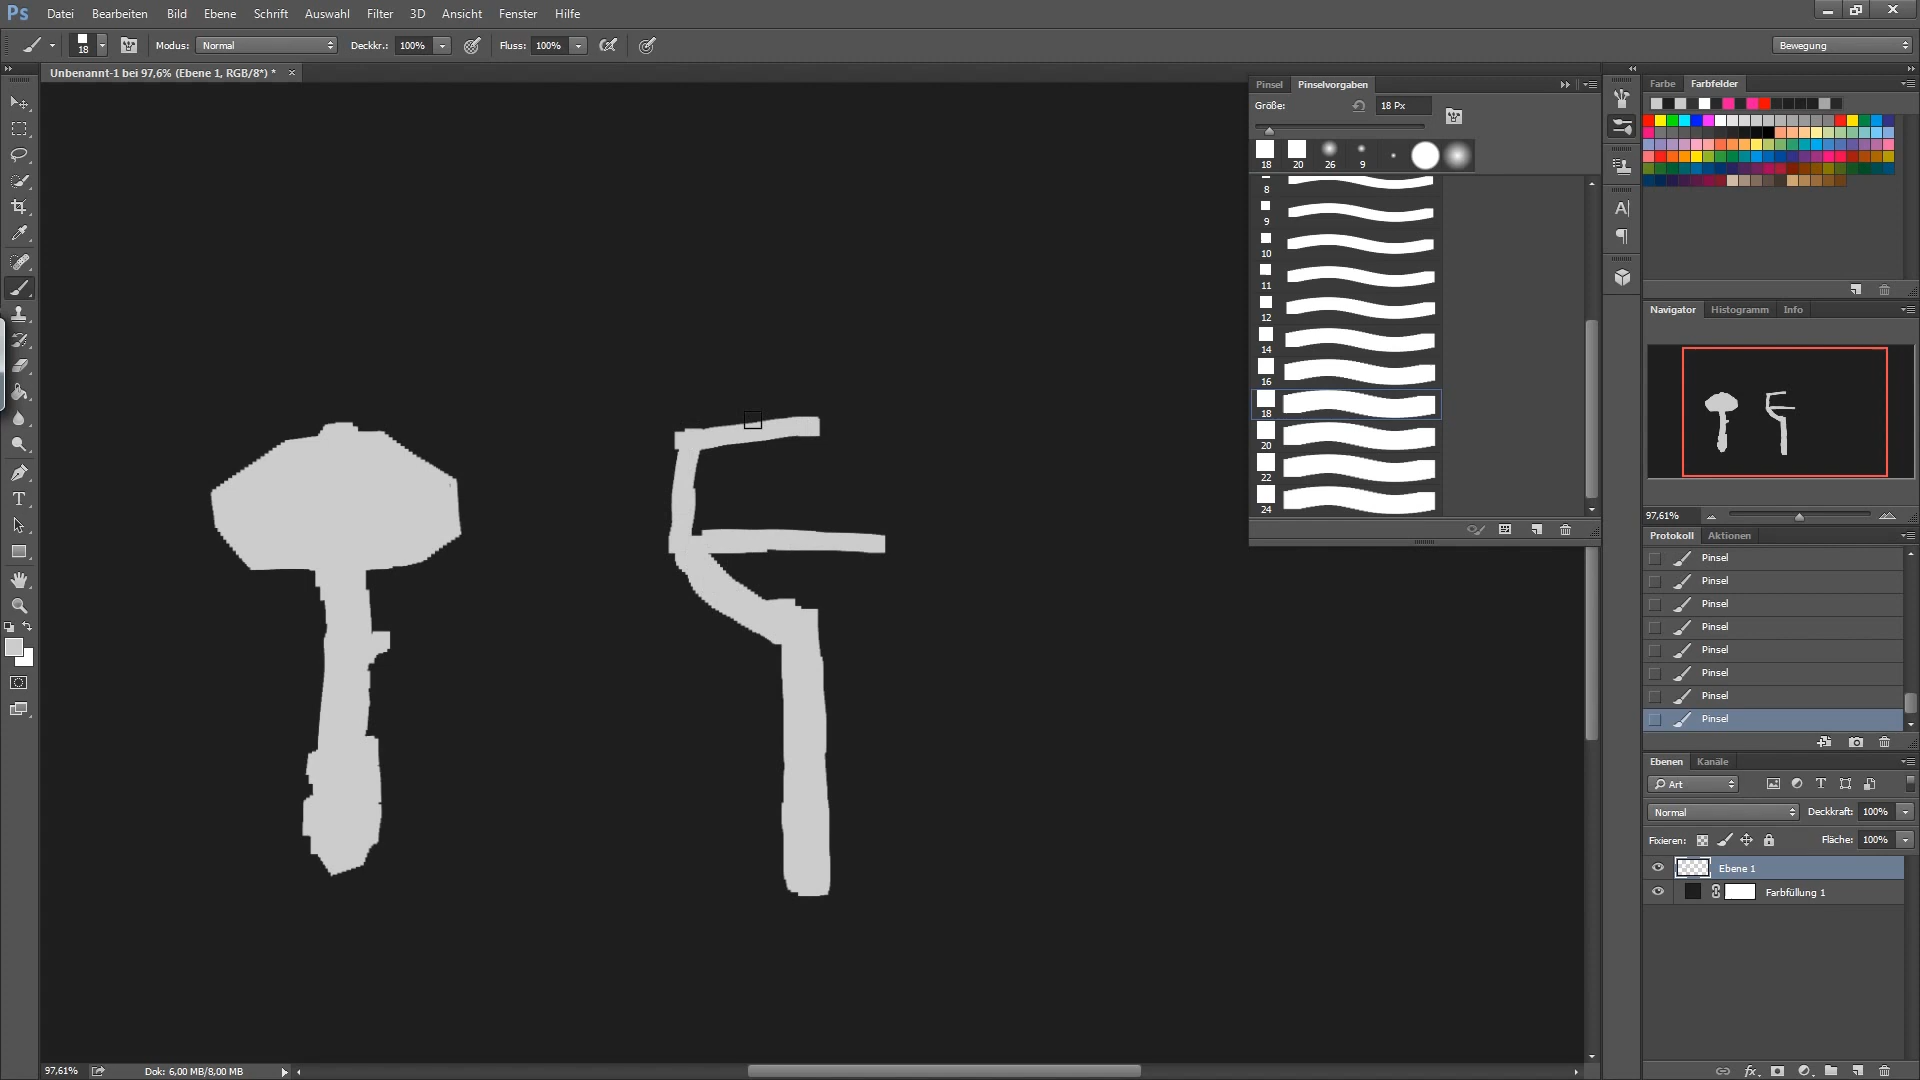 Ps Datei Bearbeiten Bild Ebene Schrift Auswahl Filter 3D Ansicht Fenster Hilfe
18 Modus: Normal Deckkr.: 100% Fluss: 100% Bewegung
Unbenannt-1 bei 97,6% (Ebene 1, RGB/8*) * ×
Pinsel Pinselvorgaben
Größe: 18 Px
18 20 26 9
8
9
10
11
12
14
16
18
20
22
24
Farbe Farbfelder
Navigator Histogramm Info
97,61%
Protokoll Aktionen
Pinsel
Pinsel
Pinsel
Pinsel
Pinsel
Pinsel
Pinsel
Pinsel
Ebenen Kanäle
Art
Normal Deckkraft: 100%
Fixieren: Fläche: 100%
Ebene 1
Farbfüllung 1
97,61% Dok: 6,00 MB/8,00 MB